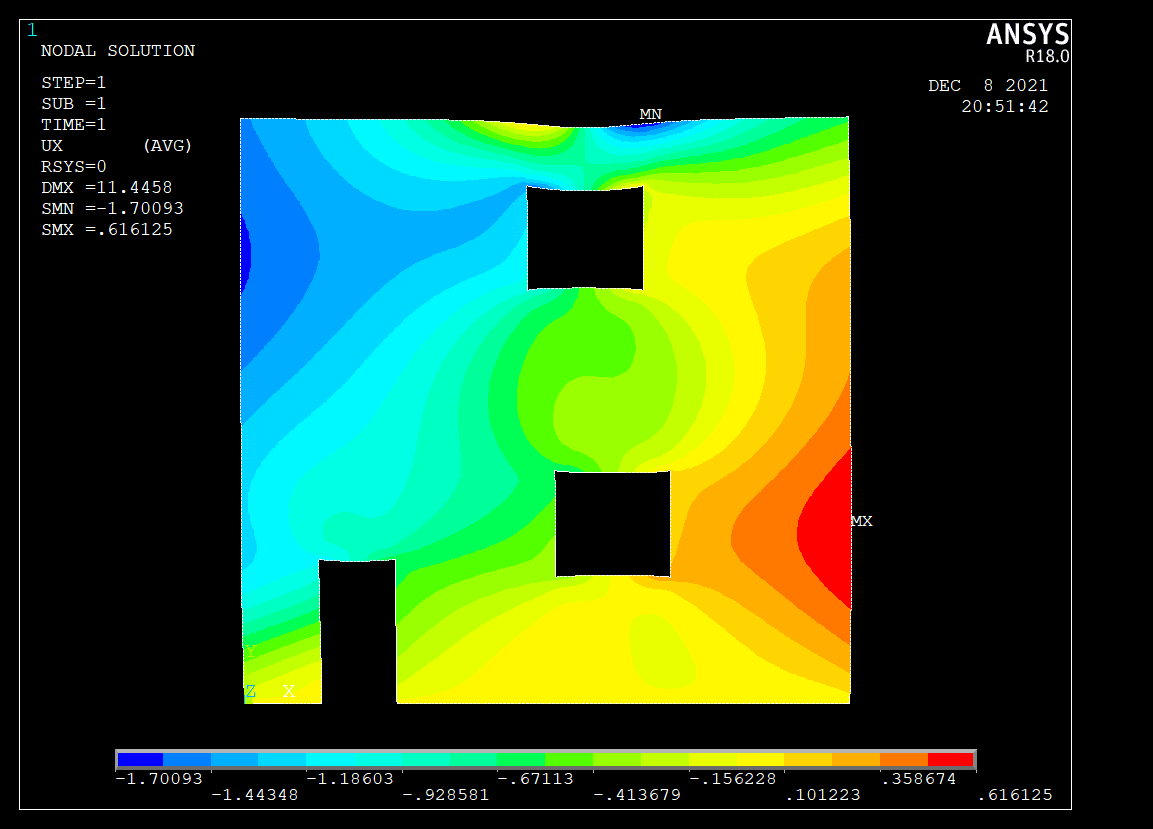 1
ANSYS
R18.0
NODAL SOLUTION
STEP=1
SUB =1
TIME=1
UX (AVG)
RSYS=0
DMX =11.4458
SMN =-1.70093
SMX =.616125
DEC 8 2021
20:51:42
MN
MX
Y
Z X
-1.70093 -1.18603 -.67113 -.156228 .358674
-1.44348 -.928581 -.413679 .101223 .616125